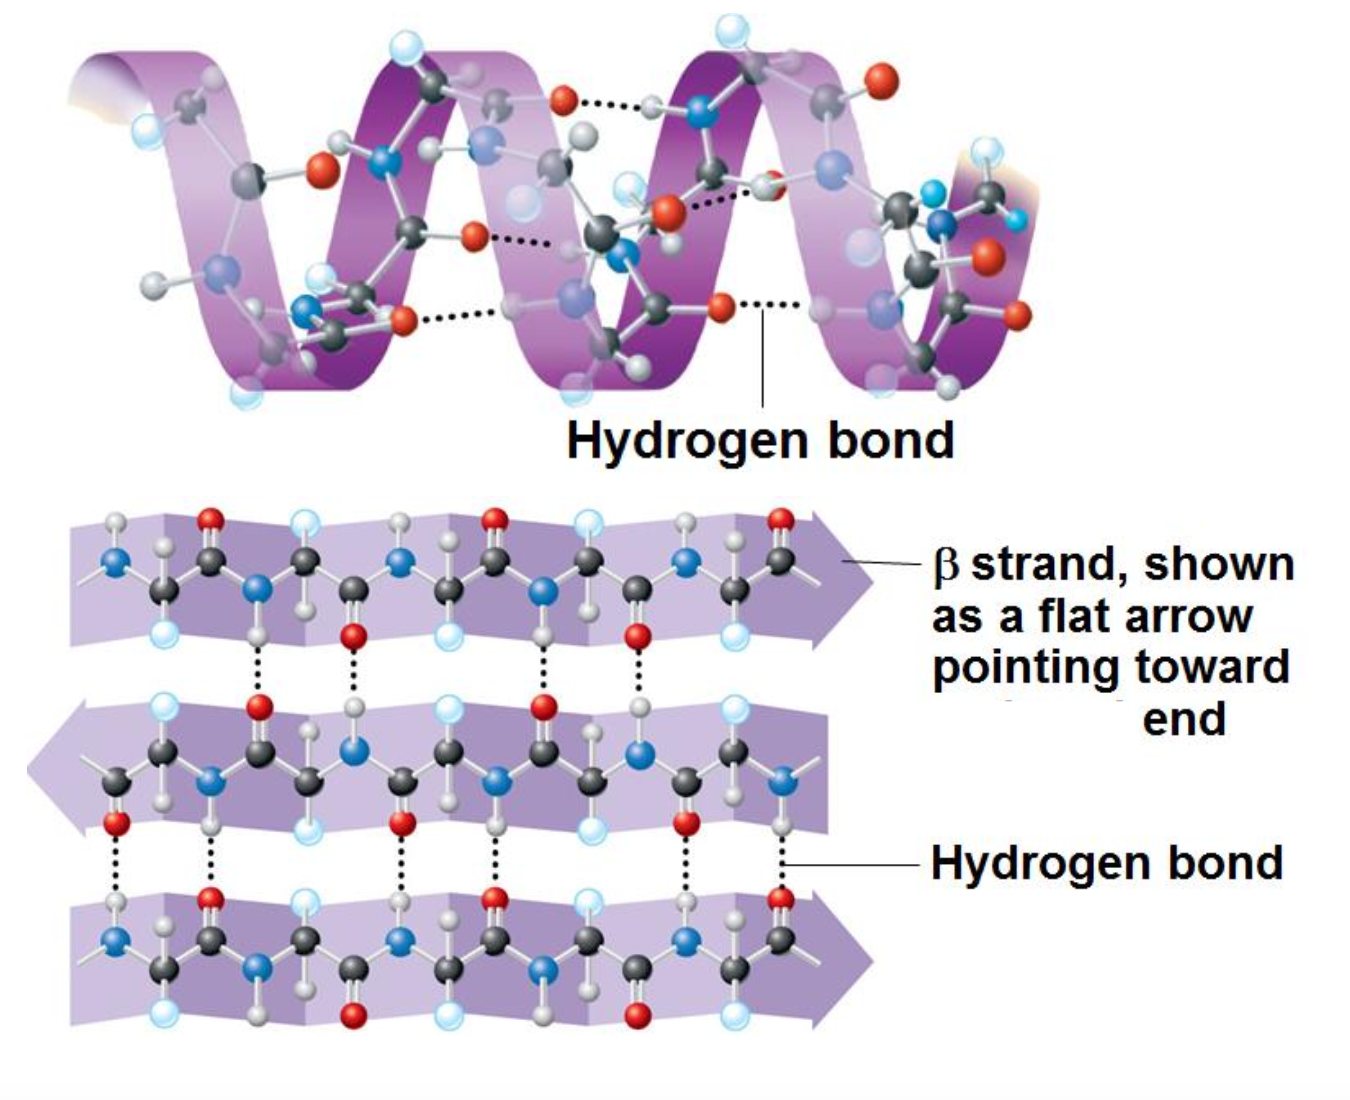 Hydrogen bond
β strand, shown
as a flat arrow
pointing toward
end
Hydrogen bond